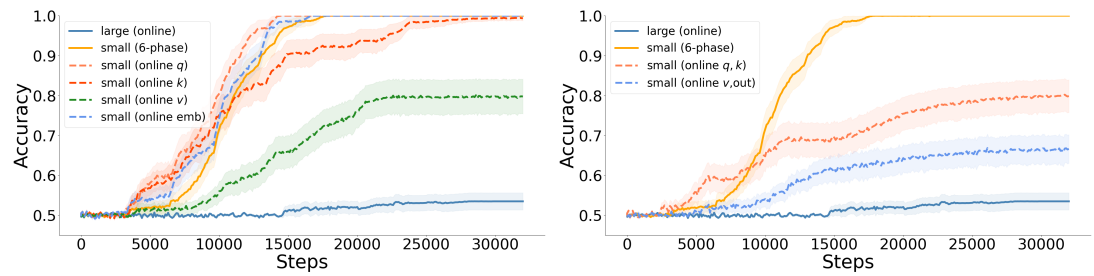 1.0
0.9
0.8
0.7
0.6
0.5
Accuracy
large (online)
small (6-phase)
small (online q)
small (online k)
small (online v)
small (online emb)
0 5000 10000 15000 20000 25000 30000
Steps
1.0
0.9
0.8
0.7
0.6
0.5
Accuracy
large (online)
small (6-phase)
small (online q, k)
small (online v,out)
0 5000 10000 15000 20000 25000 30000
Steps